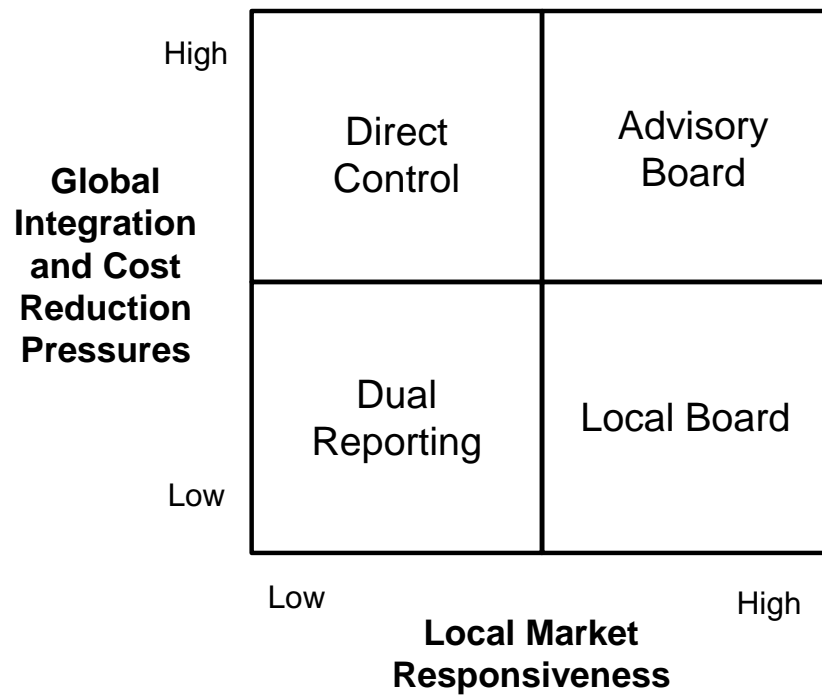 High
Direct
Control
Advisory
Board
Global
Integration
and Cost
Reduction
Pressures
Dual
Reporting
Local Board
Low
Low
High
Local Market
Responsiveness